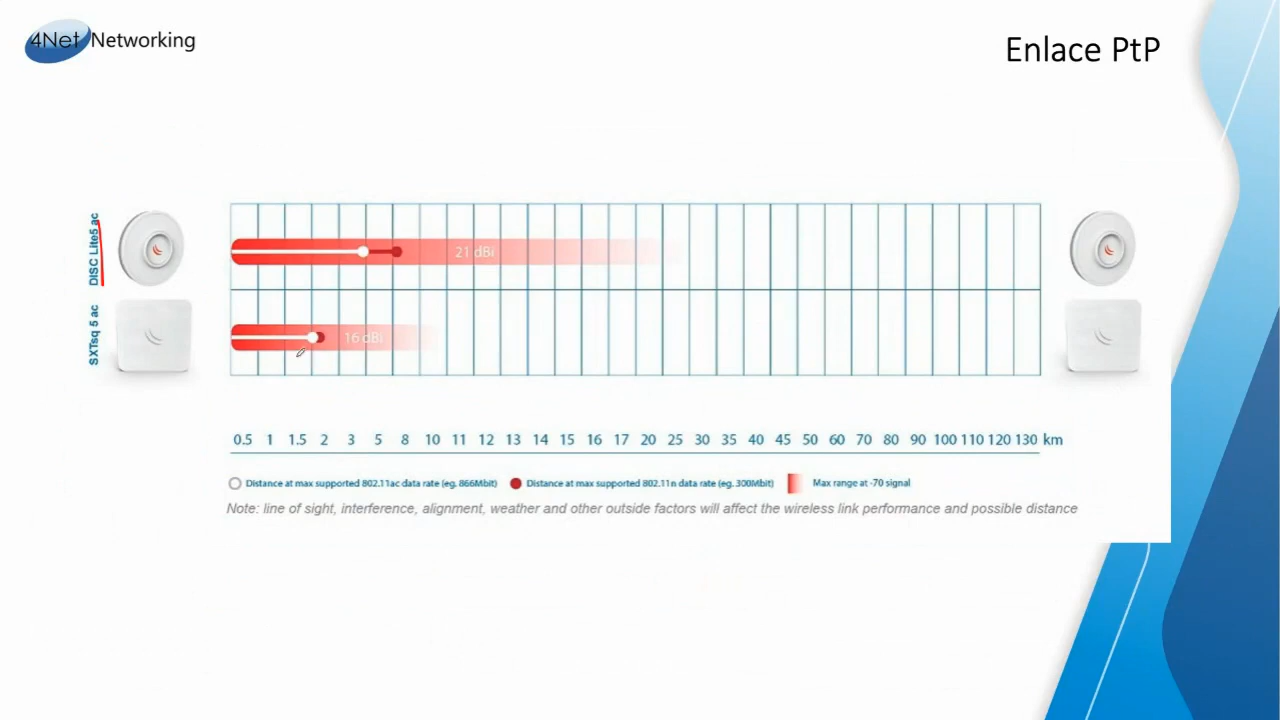 4Net Networking
Enlace PtP
DISC Lite5 ac
21 dBi
SXTsq 5 ac
16 dBi
0.5 1 1.5 2 3 5 8 10 11 12 13 14 15 16 17 20 25 30 35 40 45 50 60 70 80 90 100 110 120 130 km
Distance at max supported 802.11ac data rate (eg. 866Mbit) Distance at max supported 802.11n data rate (eg. 300Mbit) Max range at -70 signal
Note: line of sight, interference, alignment, weather and other outside factors will affect the wireless link performance and possible distance